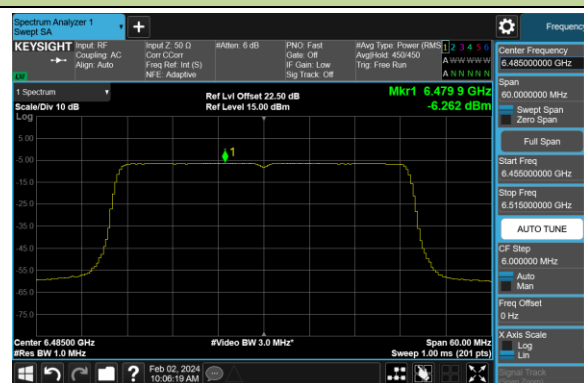 Spectrum Analyzer 1
Swept SA
Frequency
KEYSIGHT
Input: RF
Coupling: AC
Align: Auto
Input Z: 50 Ω
Corr CCorr
Freq Ref: Int (S)
NFE: Adaptive
#Atten: 6 dB
PNO: Fast
Gate: Off
IF Gain: Low
Sig Track: Off
#Avg Type: Power (RMS
Avg|Hold: 450/450
Trig: Free Run
1 2 3 4 5 6
A W W W W W
A N N N N N
LW
1 Spectrum
Scale/Div 10 dB
Log
Ref Lvl Offset 22.50 dB
Ref Level 15.00 dBm
Mkr1 6.479 9 GHz
-6.262 dBm
5.00
-5.00
-15.0
-25.0
-35.0
-45.0
-55.0
-65.0
-75.0
1
Center 6.48500 GHz
#Res BW 1.0 MHz
#Video BW 3.0 MHz*
Span 60.00 MHz
Sweep 1.00 ms (201 pts)
Center Frequency
6.485000000 GHz
Span
60.0000000 MHz
Swept Span
Zero Span
Full Span
Start Freq
6.455000000 GHz
Stop Freq
6.515000000 GHz
AUTO TUNE
CF Step
6.000000 MHz
Auto
Man
Freq Offset
0 Hz
X Axis Scale
Log
Lin
Signal Track
Feb 02, 2024
10:06:19 AM